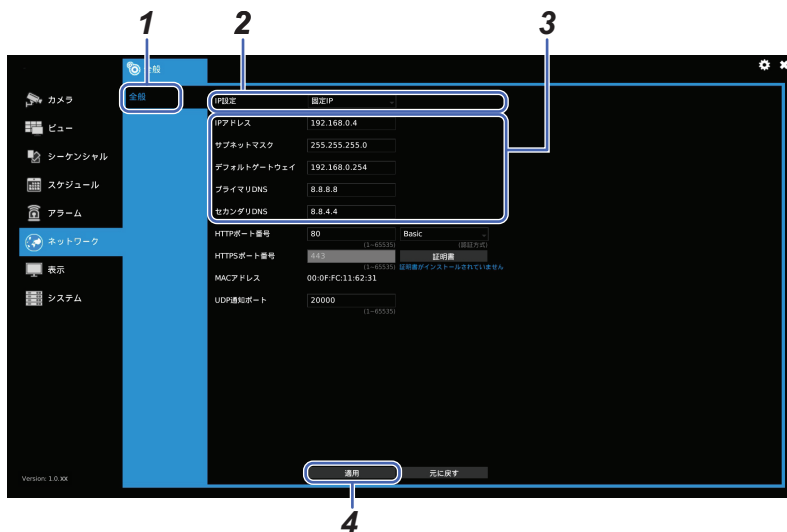 1 2 3
全般
カメラ
ビュー
シーケンシャル
スケジュール
アラーム
ネットワーク
表示
システム
Version: 1.0.XX
全般
IP設定 固定IP
IPアドレス 192.168.0.4
サブネットマスク 255.255.255.0
デフォルトゲートウェイ 192.168.0.254
プライマリDNS 8.8.8.8
セカンダリDNS 8.8.4.4
HTTPポート番号 80 Basic
(1~65535) (認証方式)
HTTPSポート番号 443 証明書
(1~65535) 証明書がインストールされていません
MACアドレス 00:0F:FC:11:62:31
UDP通知ポート 20000
(1~65535)
適用 元に戻す
4